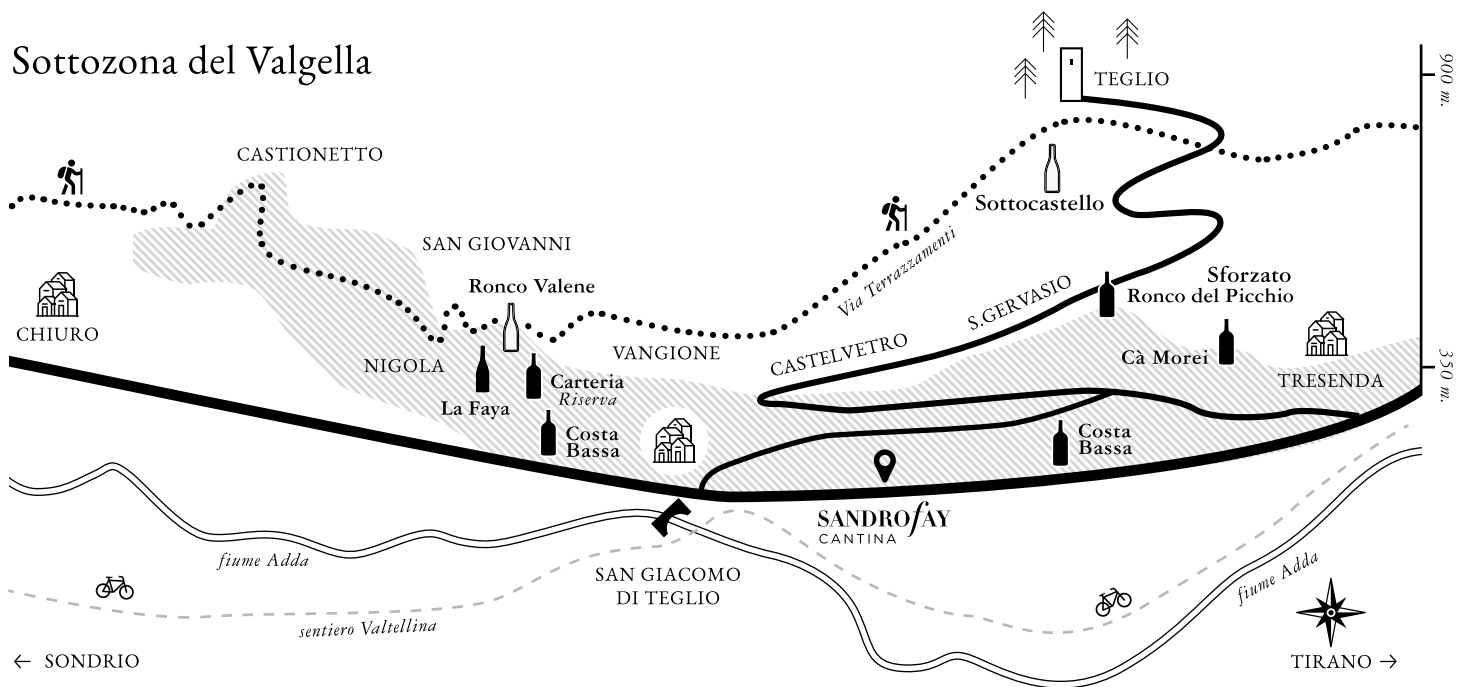 Sottozona del Valgella
TEGLIO
900 m.
CASTIONETTO
Sottocastello
SAN GIOVANNI
Via Terrazzamenti
Ronco Valene
S.GERVASIO
Sforzato
Ronco del Picchio
CHIURO
NIGOLA
VANGIONE
CASTELVETRO
Cà Morei
TRESENDA
350 m.
La Faya
Carteria
Riserva
Costa
Bassa
Costa
Bassa
SANDROfAY
CANTINA
fiume Adda
SAN GIACOMO
DI TEGLIO
fiume Adda
sentiero Valtellina
← SONDRIO
TIRANO →